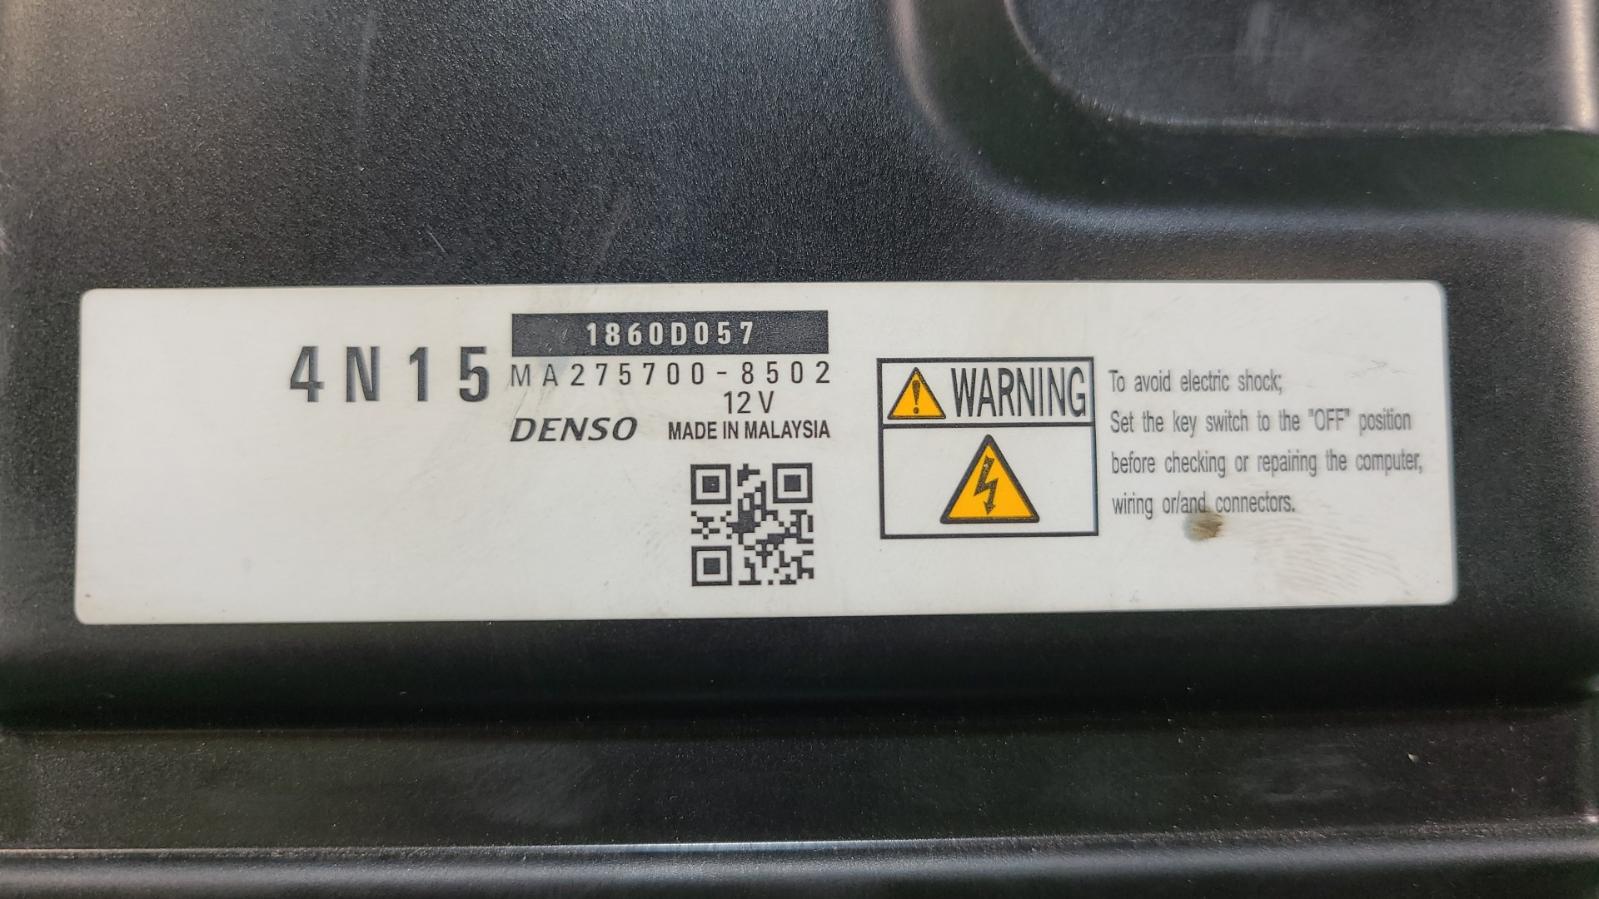 4N15
1860D057
MA275700-8502
12V
DENSO MADE IN MALAYSIA
WARNING
To avoid electric shock;
Set the key switch to the "OFF" position
before checking or repairing the computer,
wiring or/and connectors.